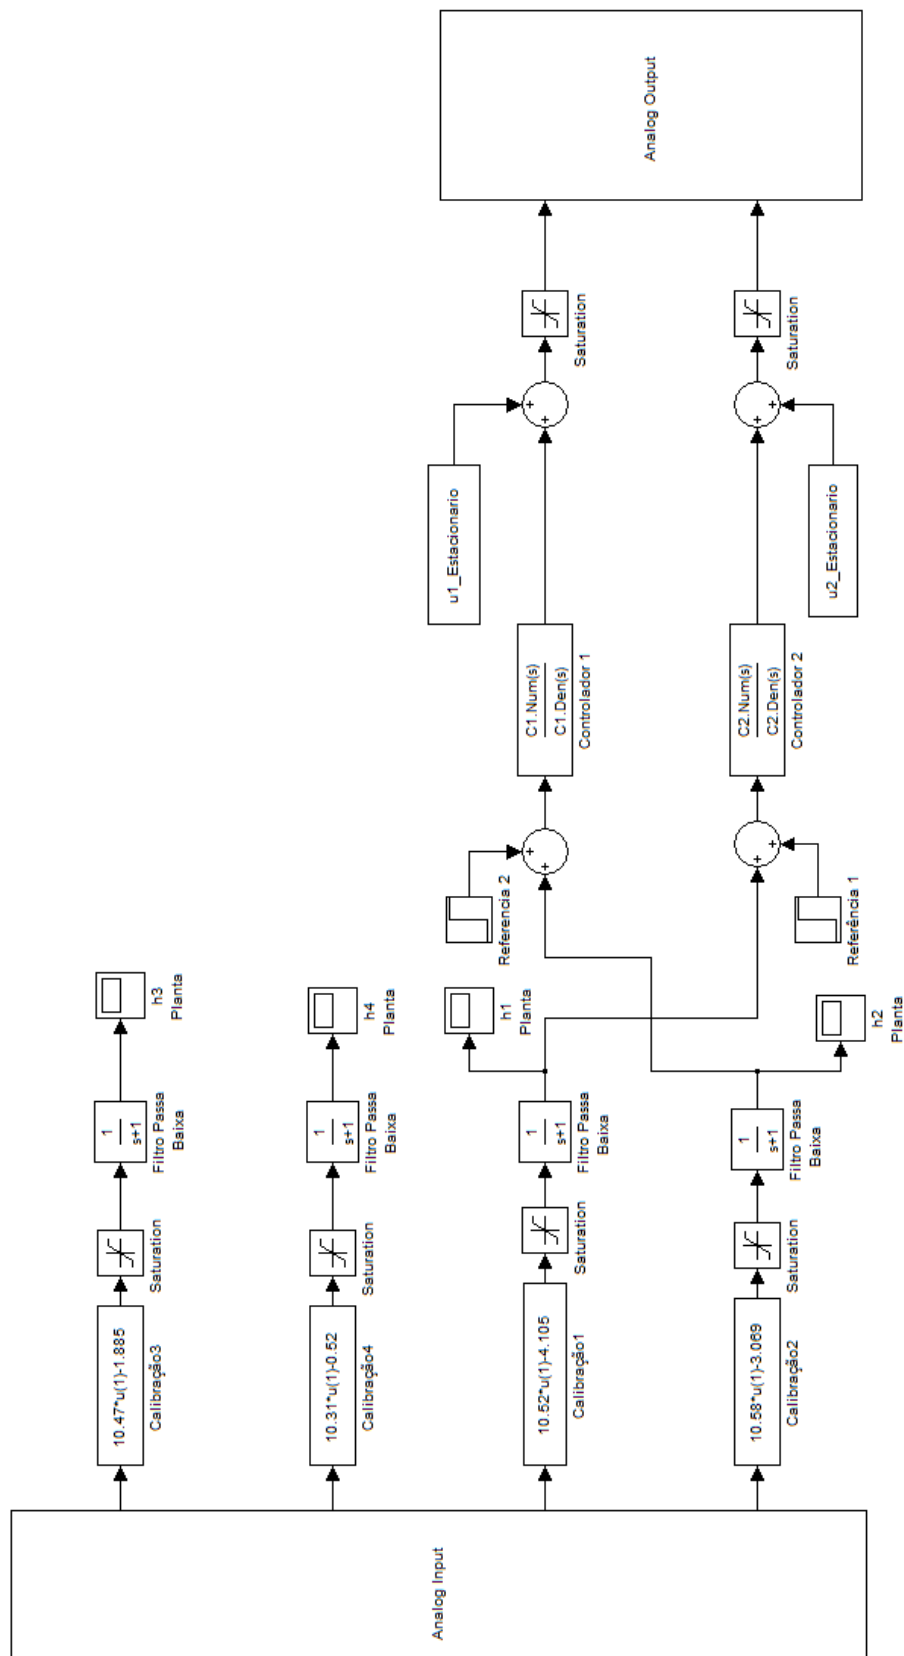 Analog Input
10.47*u(1)-1.885
Calibração3
Saturation
1
s+1
Filtro Passa
Baixa
h3
Planta
10.31*u(1)-0.52
Calibração4
Saturation
1
s+1
Filtro Passa
Baixa
h4
Planta
10.52*u(1)-4.105
Calibração1
Saturation
1
s+1
Filtro Passa
Baixa
h1
Planta
Referencia 2
+
+
C1.Num(s)
C1.Den(s)
Controlador 1
u1_Estacionario
+
+
Saturation
10.58*u(1)-3.069
Calibração2
Saturation
1
s+1
Filtro Passa
Baixa
h2
Planta
Referência 1
+
+
C2.Num(s)
C2.Den(s)
Controlador 2
u2_Estacionario
+
+
Saturation
Analog Output